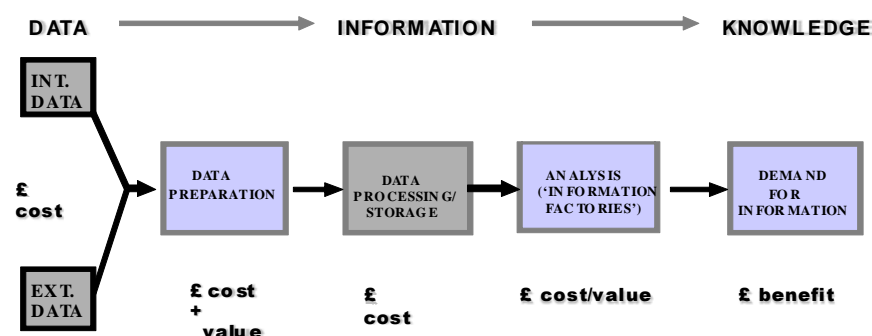 DATA
INFORMATION
KNOWLEDGE
INT.
DATA
DATA
PREPARATION
DATA
PROCESSING/
STORAGE
ANALYSIS
(‘INFORMATION
FACTORIES’)
DEMAND
FOR
INFORMATION
£
cost
EXT.
DATA
£ cost
+
value
£
cost
£ cost/value
£ benefit